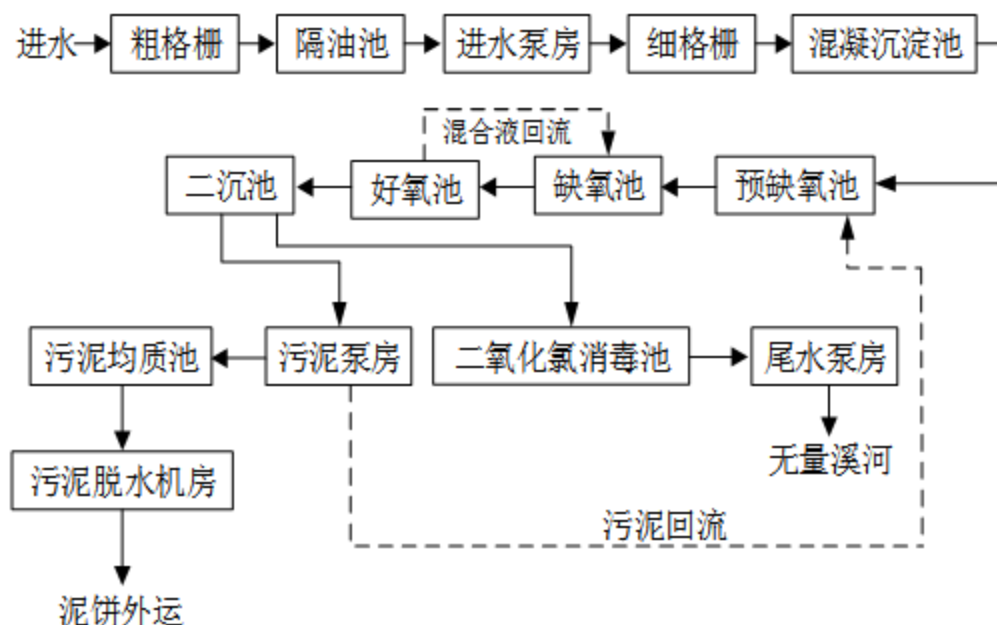 进水
粗格栅
隔油池
进水泵房
细格栅
混凝沉淀池
混合液回流
二沉池
好氧池
缺氧池
预缺氧池
污泥均质池
污泥泵房
二氧化氯消毒池
尾水泵房
无量溪河
污泥脱水机房
污泥回流
泥饼外运